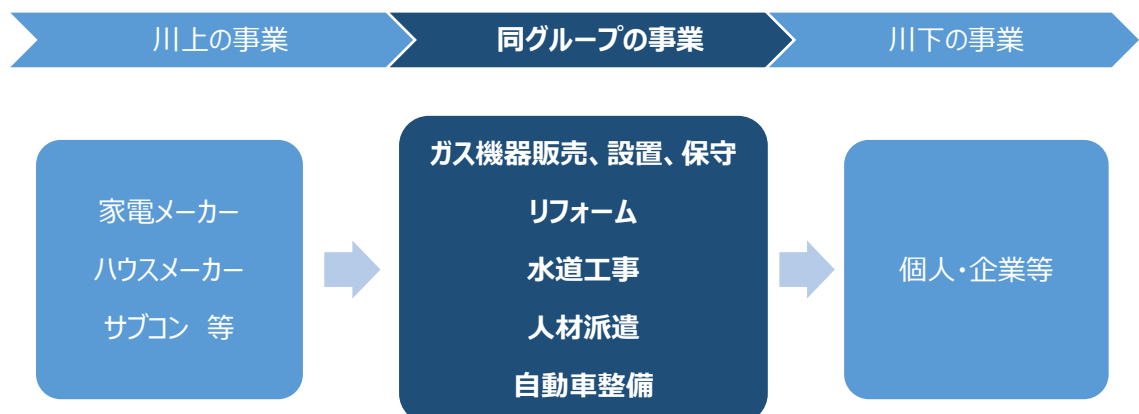 川上の事業
同グループの事業
川下の事業
家電メーカー
ハウスメーカー
サブコン 等
ガス機器販売、設置、保守
リフォーム
水道工事
人材派遣
自動車整備
個人・企業等